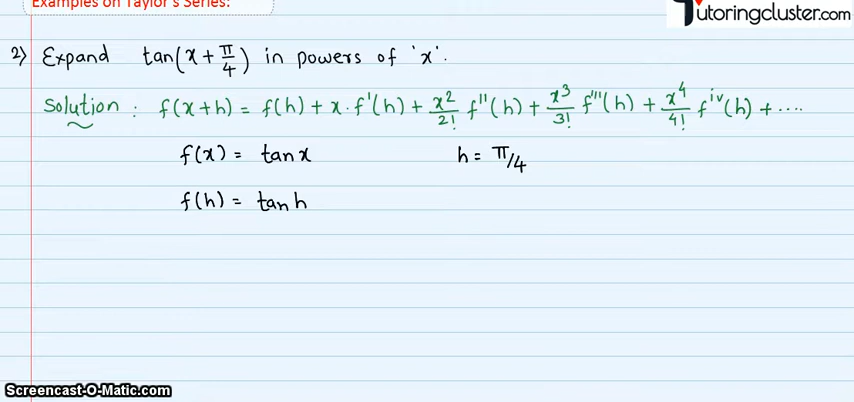 Examples on Taylor's Series:
Tutoringcluster.com
2) Expand tan(x + π/4) in powers of 'x'.
Solution : f(x+h) = f(h) + x · f'(h) + x²/2! f''(h) + x³/3! f'''(h) + x⁴/4! f^iv(h) + ....
f(x) = tan x h = π/4
f(h) = tan h
Screencast-O-Matic.com